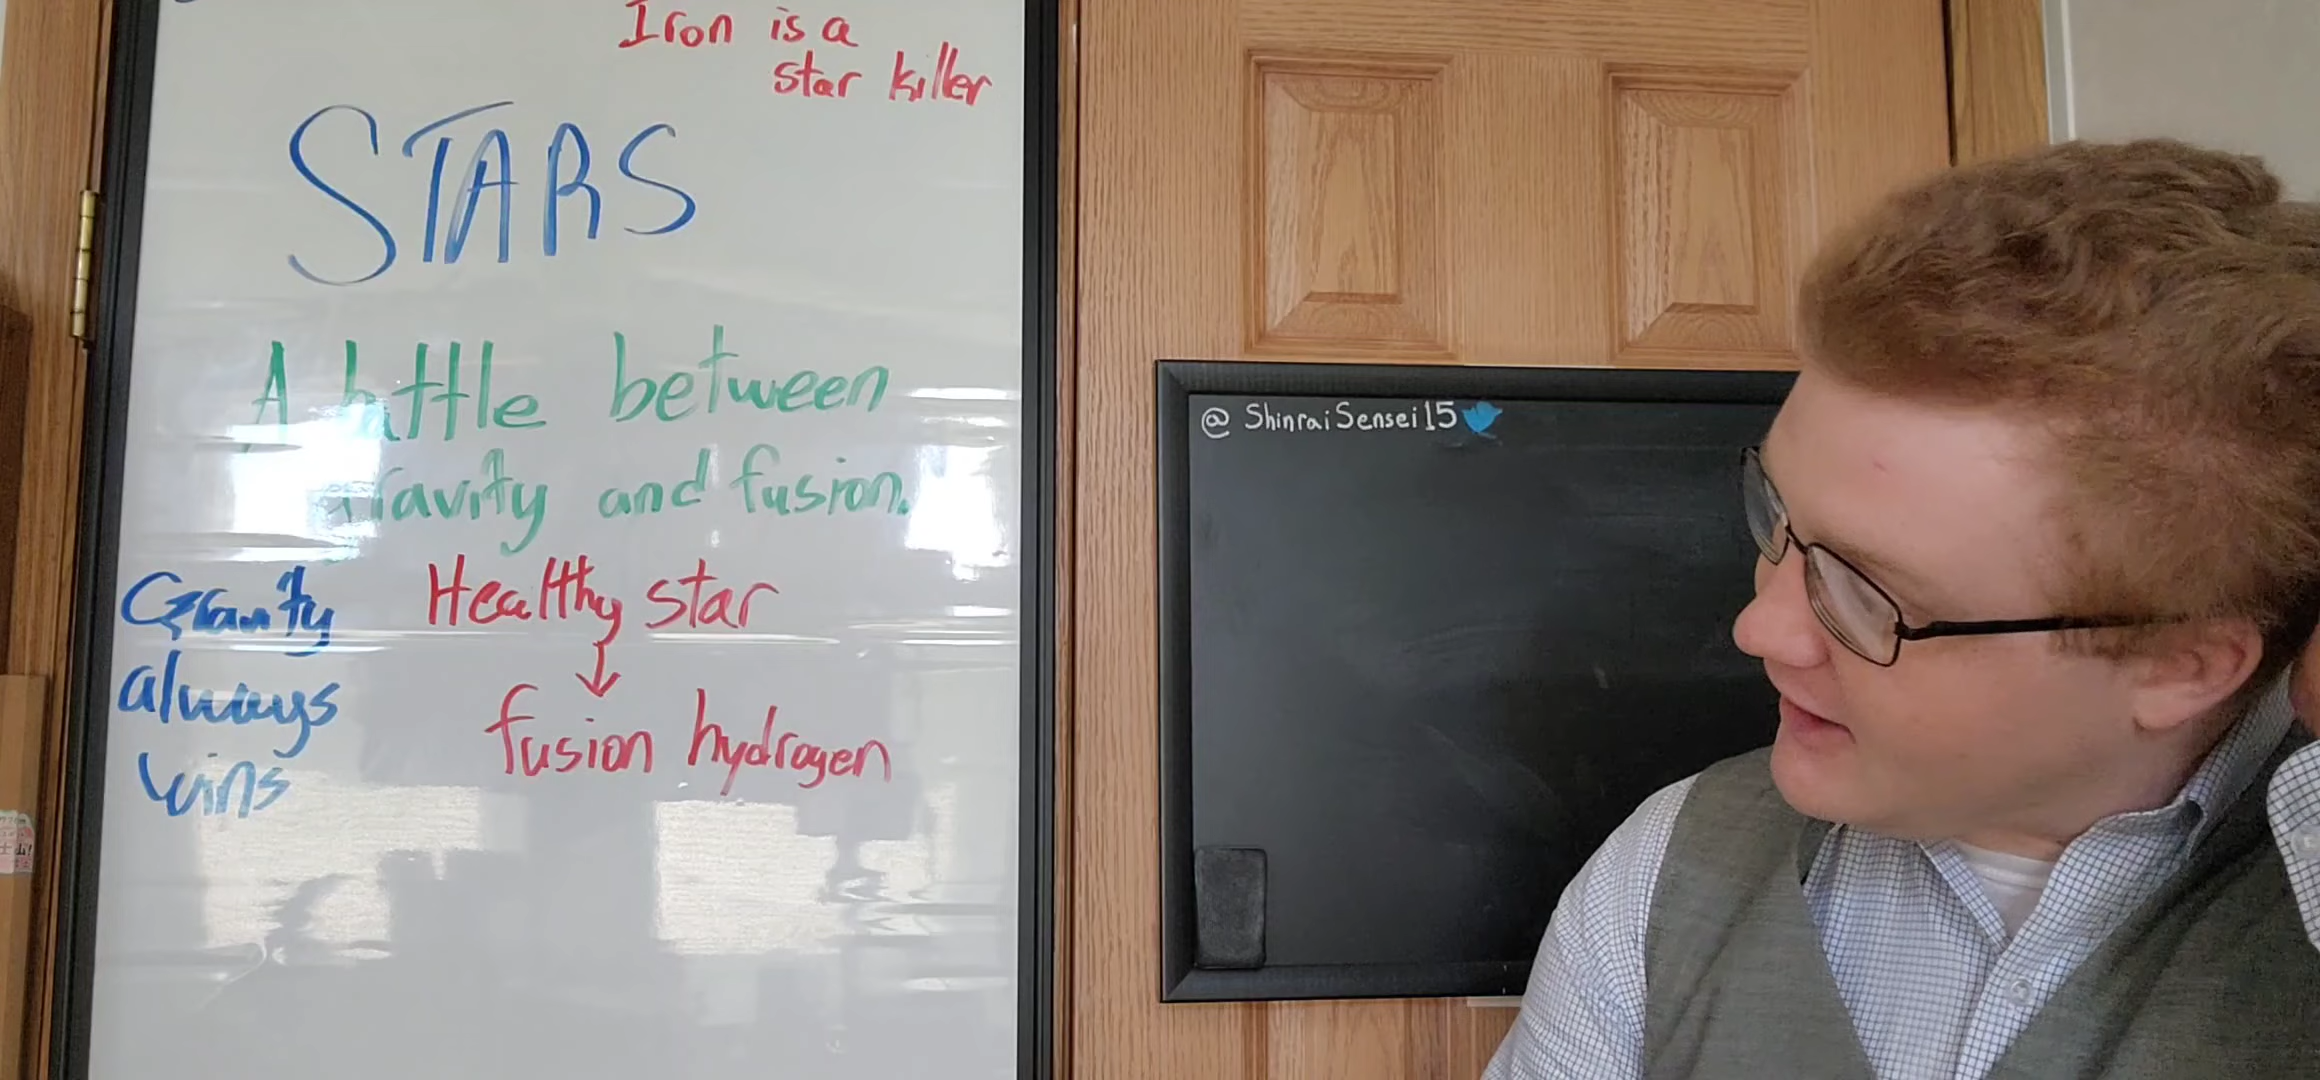 Iron is a
star killer
STARS
A battle between
gravity and fusion.
Gravity
always
wins
Healthy star
↓
fusion hydrogen
@ ShinraiSensei15